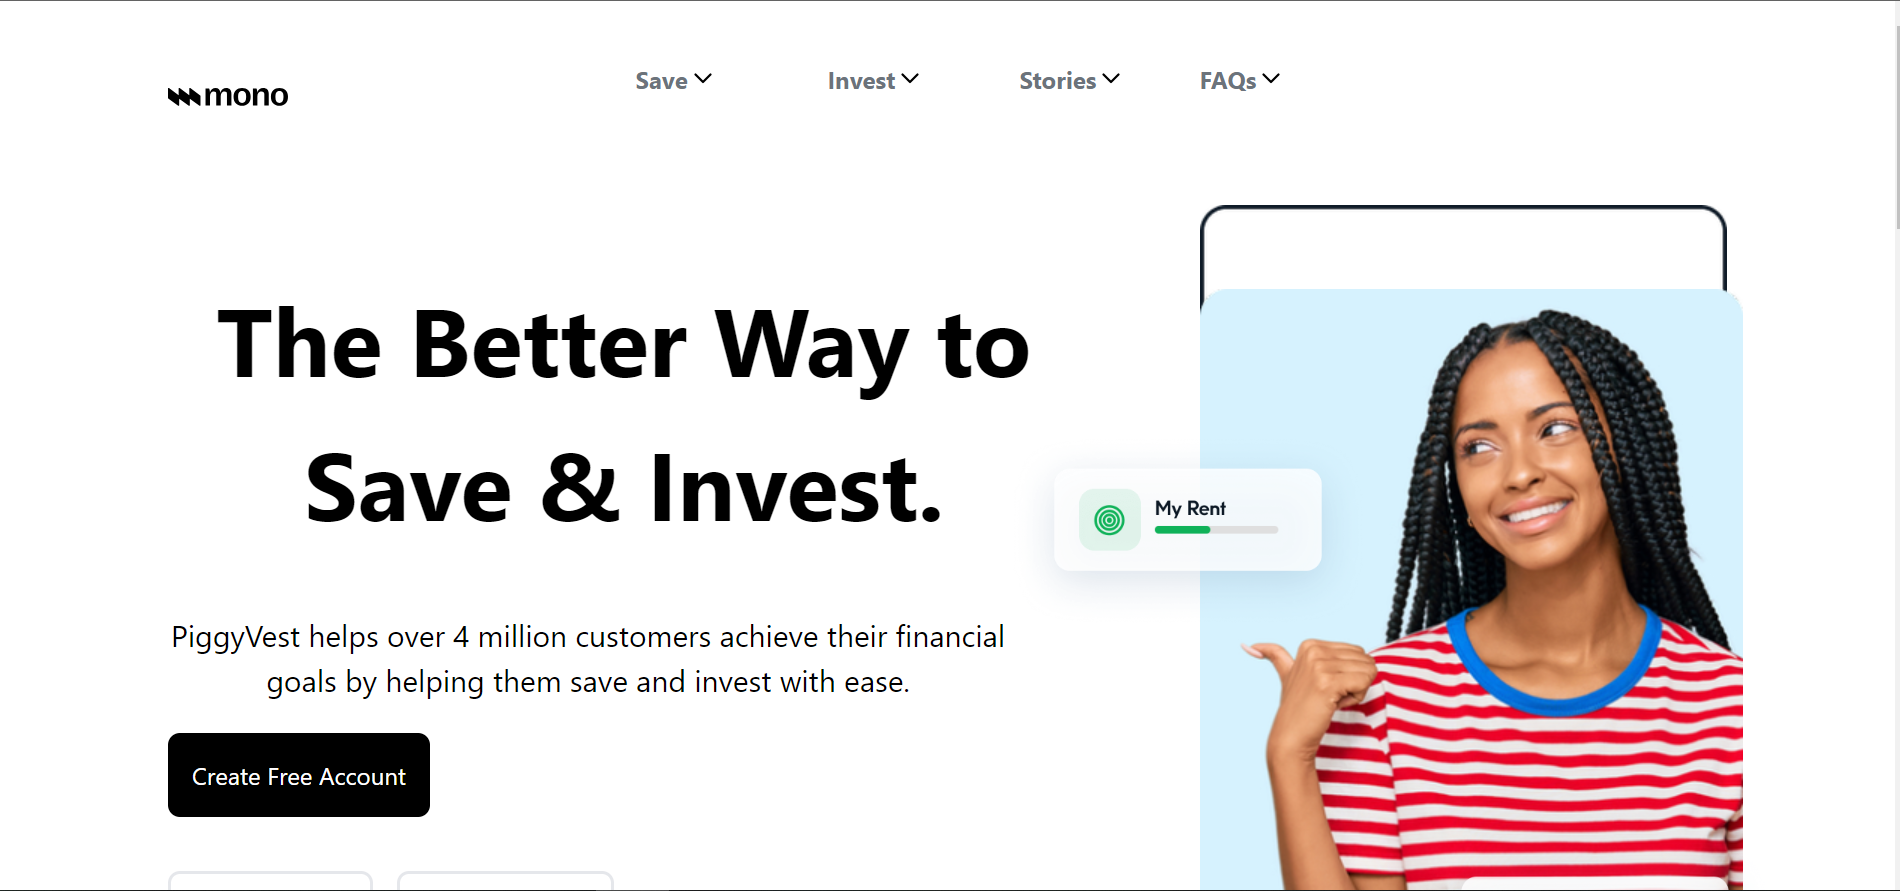 mono
Save
Invest
Stories
FAQs
The Better Way to
Save & Invest.
My Rent
PiggyVest helps over 4 million customers achieve their financial
goals by helping them save and invest with ease.
Create Free Account